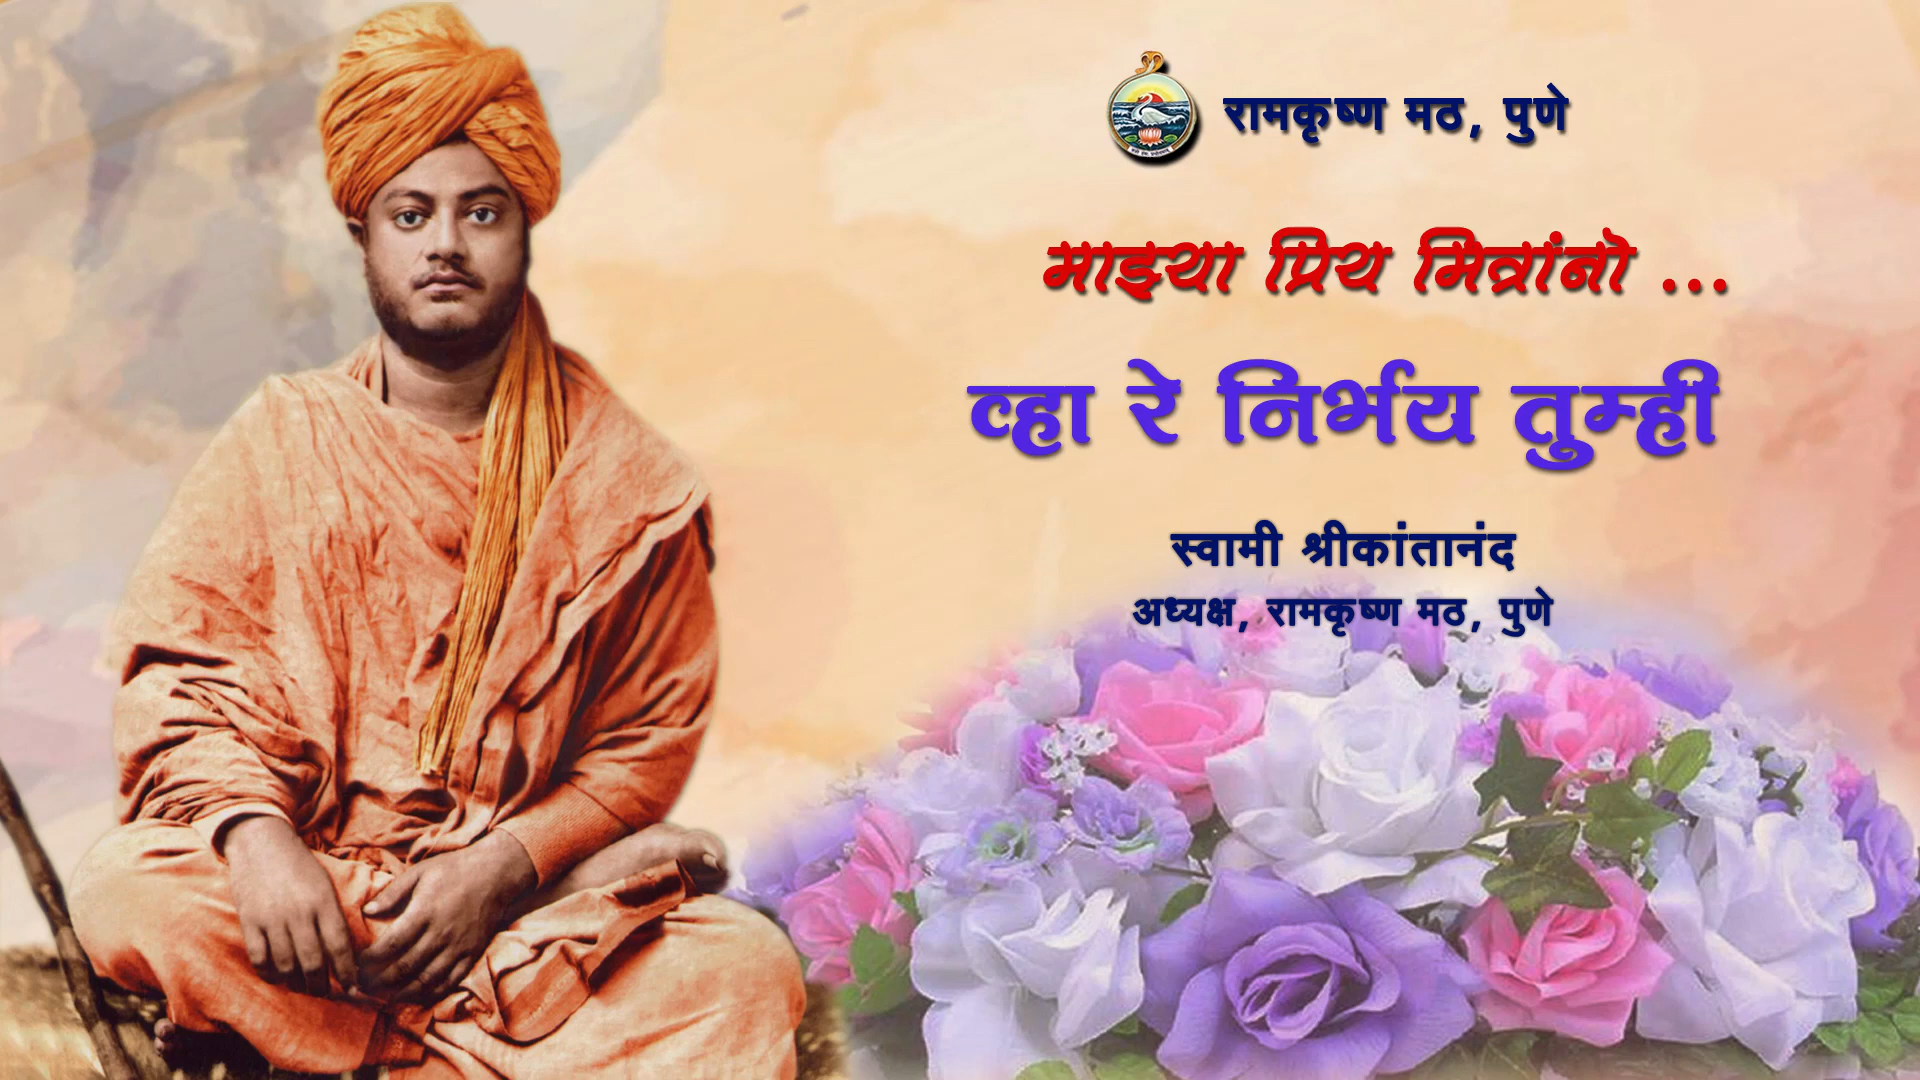 रामकृष्ण मठ, पुणे
माझ्या प्रिय मित्रांनो ...
व्हा रे निर्भय तुम्ही
स्वामी श्रीकांतानंद
अध्यक्ष, रामकृष्ण मठ, पुणे